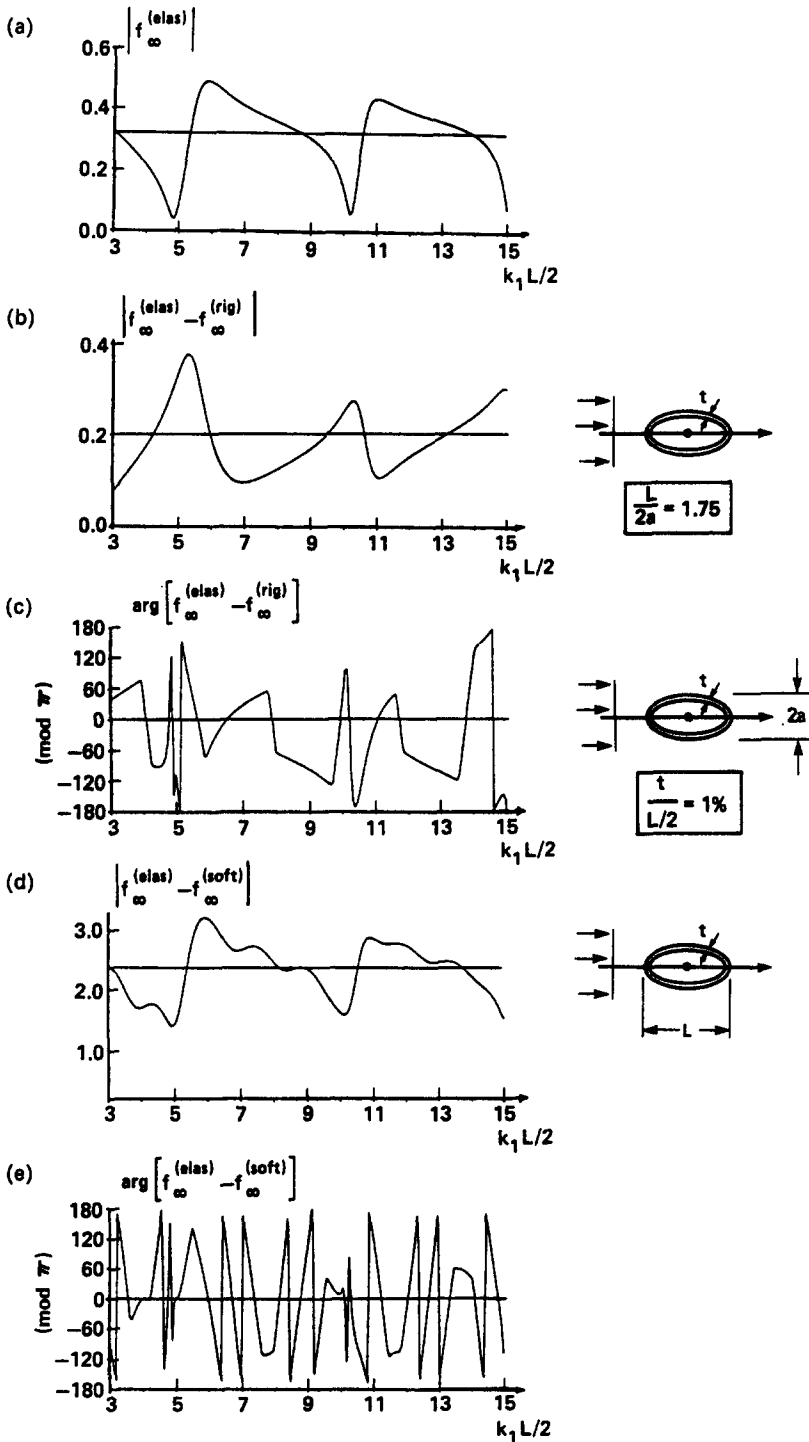 (a)
|f∞^(elas)|
0.6
0.4
0.2
0.0
3 5 7 9 11 13 15
k₁L/2
(b)
|f∞^(elas) – f∞^(rig)|
0.4
0.2
0.0
3 5 7 9 11 13 15
k₁L/2
t
L/2a = 1.75
(c)
arg [f∞^(elas) – f∞^(rig)]
(mod π)
180
60
0
–60
–120
–180
3 5 7 9 11 13 15
k₁L/2
t
2a
t/L/2 = 1%
(d)
|f∞^(elas) – f∞^(soft)|
3.0
2.0
1.0
3 5 7 9 11 13 15
k₁L/2
t
L
(e)
arg [f∞^(elas) – f∞^(soft)]
(mod π)
180
120
60
0
–60
–120
–180
3 5 7 9 11 13 15
k₁L/2